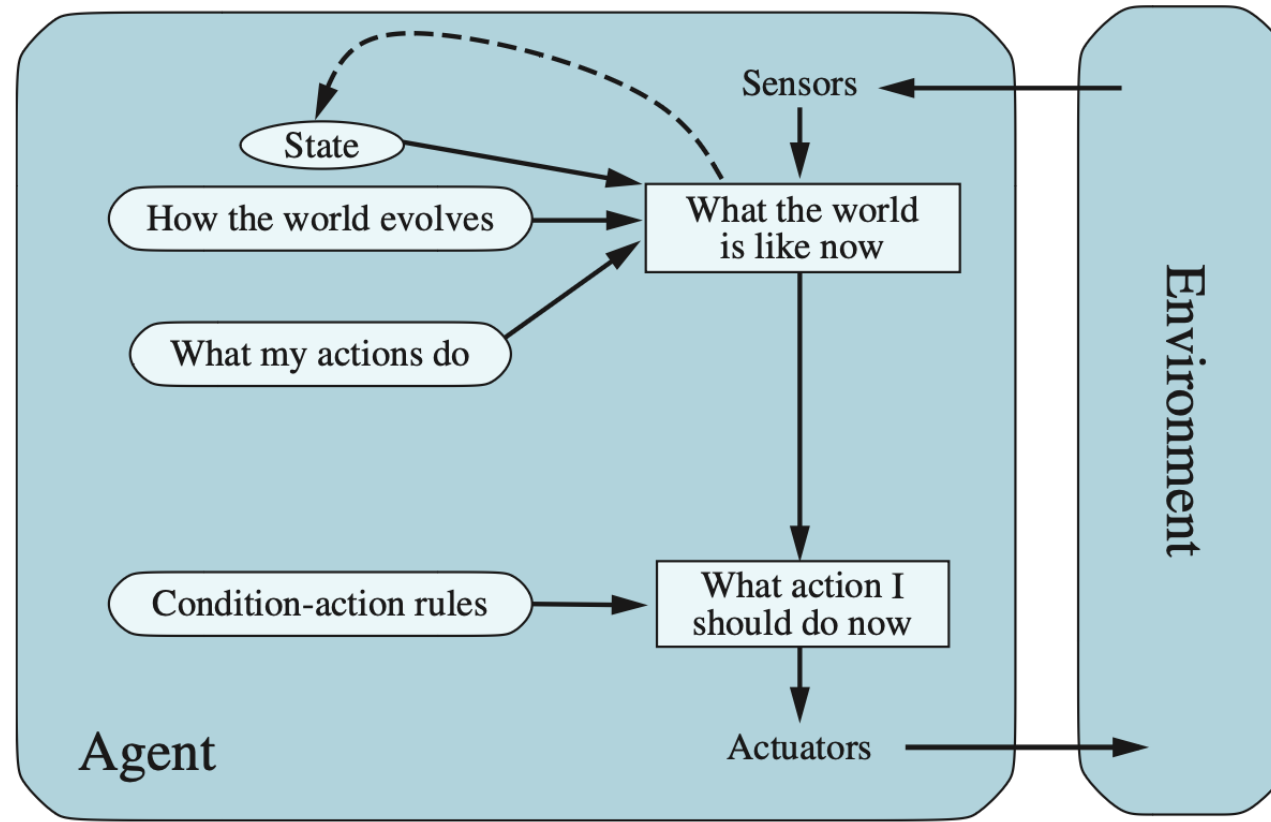 Sensors
State
What the world
is like now
How the world evolves
What my actions do
Condition-action rules
What action I
should do now
Actuators
Agent
Environment